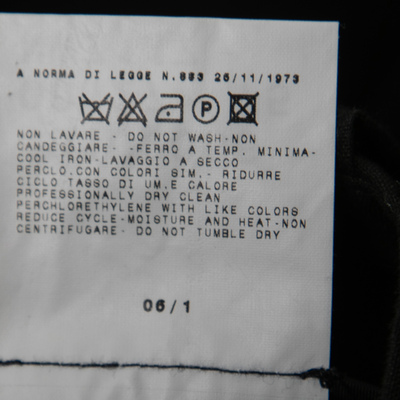 A NORMA DI LEGGE N.883 26/11/1973
P
NON LAVARE - DO NOT WASH-NON
CANDEGGIARE- -FERRO A TEMP. MINIMA-
COOL IRON-LAVAGGIO A SECCO
PERCLO.CON COLORI SIM.- RIDURRE
CICLO TASSO DI UM.E CALORE
PROFESSIONALLY DRY CLEAN
PERCHLORETHYLENE WITH LIKE COLORS
REDUCE CYCLE-MOISTURE AND HEAT-NON
CENTRIFUGARE- DO NOT TUMBLE DRY
06/1